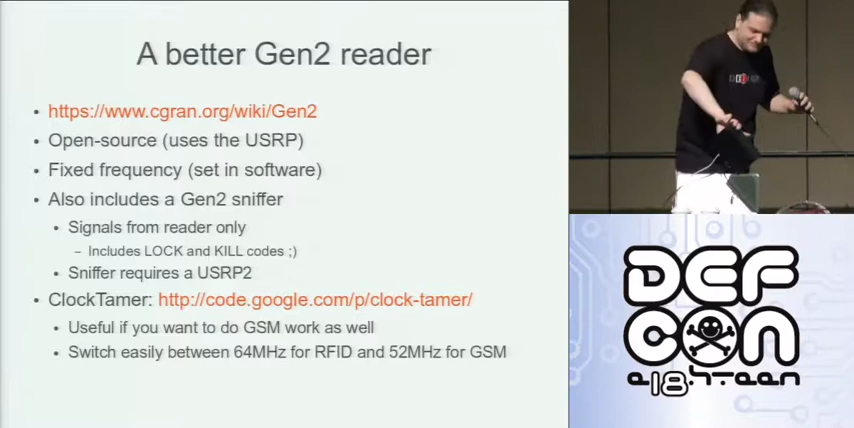 A better Gen2 reader
• https://www.cgran.org/wiki/Gen2
• Open-source (uses the USRP)
• Fixed frequency (set in software)
• Also includes a Gen2 sniffer
• Signals from reader only
– Includes LOCK and KILL codes ;)
• Sniffer requires a USRP2
• ClockTamer: http://code.google.com/p/clock-tamer/
• Useful if you want to do GSM work as well
• Switch easily between 64MHz for RFID and 52MHz for GSM
DEF
CON
e18.h-teen